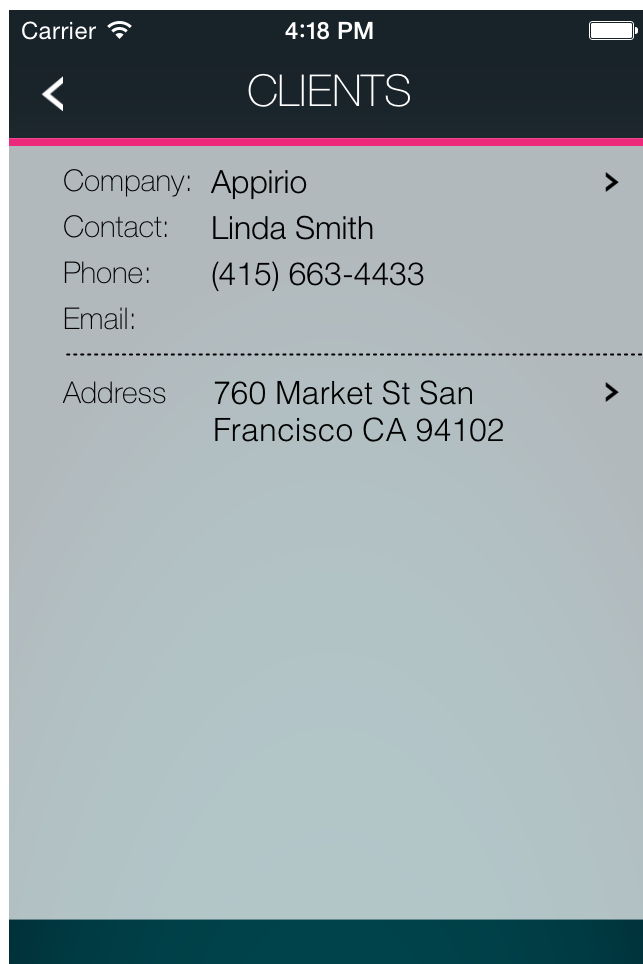 Carrier 4:18 PM
CLIENTS
Company: Appirio
Contact: Linda Smith
Phone: (415) 663-4433
Email:
Address 760 Market St San
Francisco CA 94102